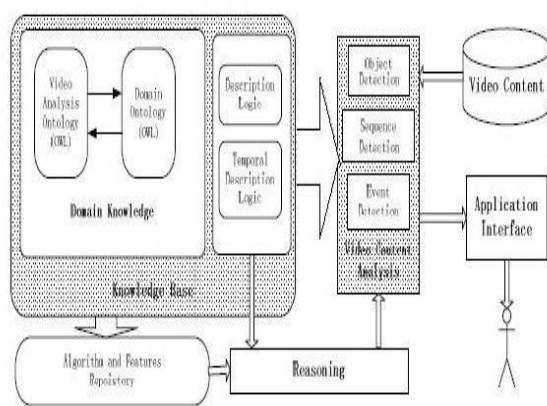 Video
Analysis
Ontology
(OWL)
Domain
Ontology
(OWL)
Domain Knowledge
Description
Logic
Temporal
Description
Logic
Knowledge Base
Object
Detection
Sequence
Detection
Event
Detection
Video Content
Analysis
Video Content
Application
Interface
Algorithm and Features
Repoistory
Reasoning